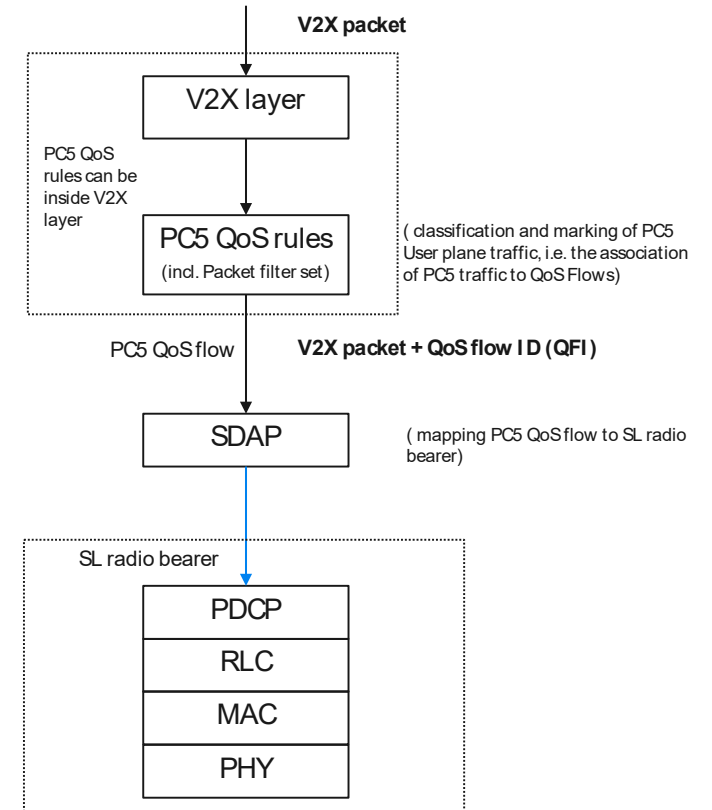 V2X packet
V2X layer
PC5 QoS
rules can be
inside V2X
layer
PC5 QoS rules
(incl. Packet filter set)
( classification and marking of PC5
User plane traffic, i.e. the association
of PC5 traffic to QoS Flows)
PC5 QoS flow
V2X packet + QoS flow ID (QFI)
SDAP
( mapping PC5 QoS flow to SL radio
bearer)
SL radio bearer
PDCP
RLC
MAC
PHY